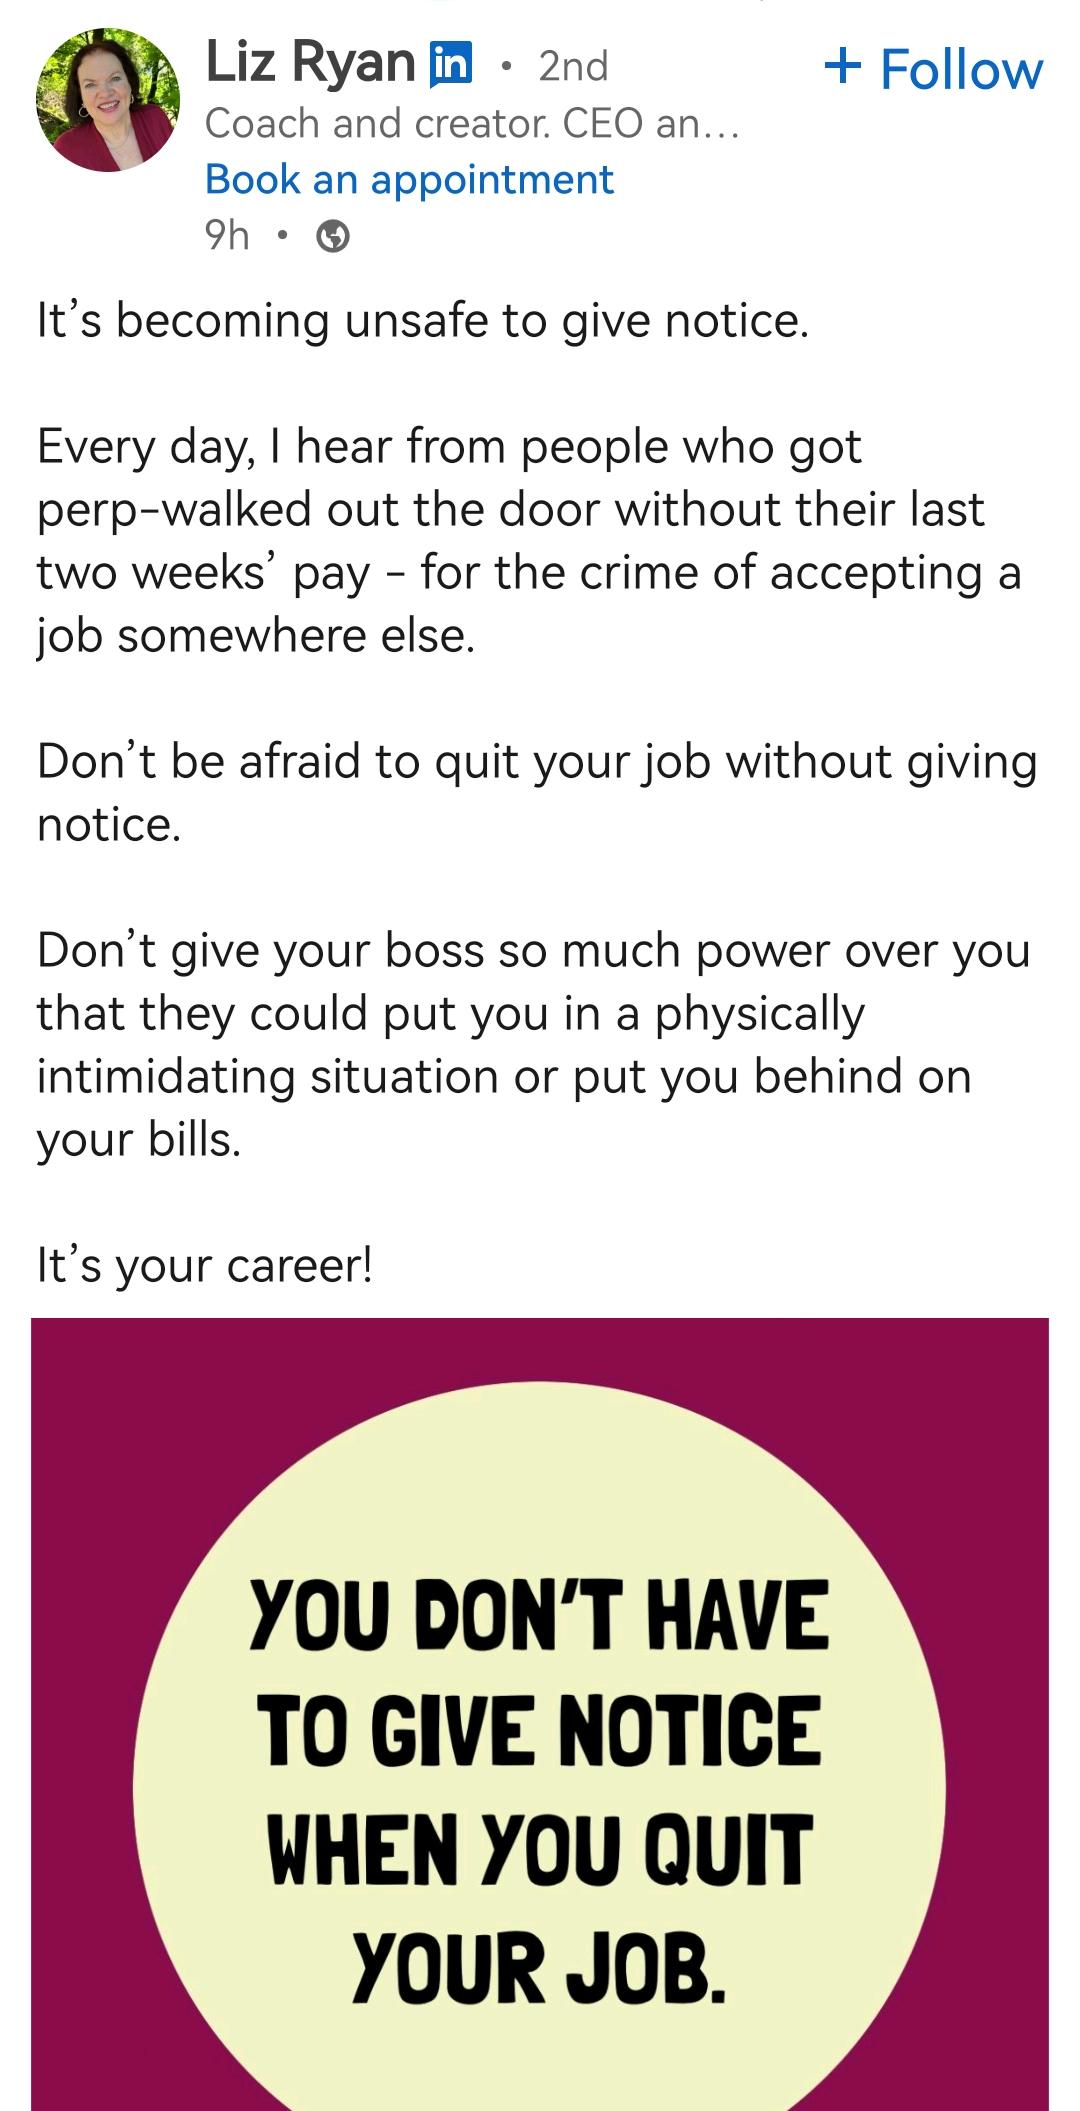 Liz Ryan in • 2nd
+ Follow
Coach and creator. CEO an...
Book an appointment
9h •
It’s becoming unsafe to give notice.
Every day, I hear from people who got
perp-walked out the door without their last
two weeks’ pay - for the crime of accepting a
job somewhere else.
Don’t be afraid to quit your job without giving
notice.
Don’t give your boss so much power over you
that they could put you in a physically
intimidating situation or put you behind on
your bills.
It’s your career!
YOU DON’T HAVE
TO GIVE NOTICE
WHEN YOU QUIT
YOUR JOB.